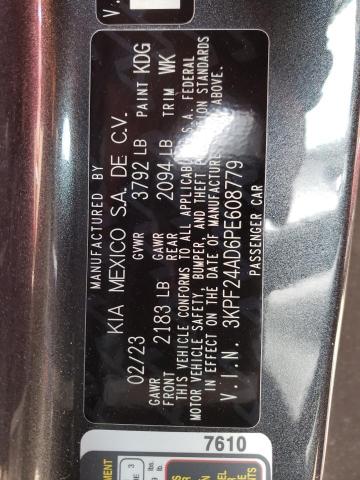 MANUFACTURED BY
KIA MEXICO S.A. DE C.V.
02/23 GVWR 3792 LB PAINT KDG
GAWR FRONT 2183 LB GAWR REAR 2094 LB TRIM WK
THIS VEHICLE CONFORMS TO ALL APPLICABLE U.S.A. FEDERAL
MOTOR VEHICLE SAFETY, BUMPER, AND THEFT PREVENTION STANDARDS
IN EFFECT ON THE DATE OF MANUFACTURE SHOWN ABOVE.
V.I.N. 3KPF24AD6PE608779
PASSENGER CAR
7610